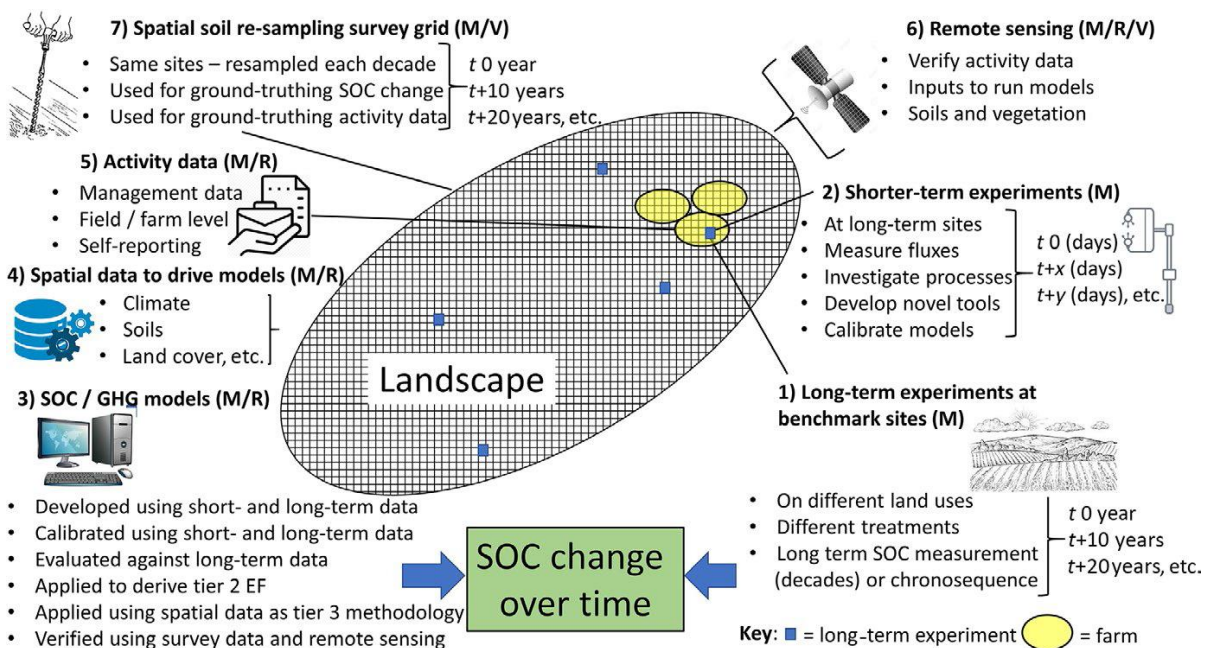 7) Spatial soil re-sampling survey grid (M/V)
• Same sites – resampled each decade
• Used for ground-truthing SOC change
• Used for ground-truthing activity data
t 0 year
t+10 years
t+20 years, etc.
6) Remote sensing (M/R/V)
• Verify activity data
• Inputs to run models
• Soils and vegetation
5) Activity data (M/R)
• Management data
• Field / farm level
• Self-reporting
2) Shorter-term experiments (M)
• At long-term sites
• Measure fluxes
• Investigate processes
• Develop novel tools
• Calibrate models
t 0 (days)
t+x (days)
t+y (days), etc.
4) Spatial data to drive models (M/R)
• Climate
• Soils
• Land cover, etc.
Landscape
3) SOC / GHG models (M/R)
• Developed using short- and long-term data
• Calibrated using short- and long-term data
• Evaluated against long-term data
• Applied to derive tier 2 EF
• Applied using spatial data as tier 3 methodology
• Verified using survey data and remote sensing
1) Long-term experiments at
benchmark sites (M)
• On different land uses
• Different treatments
• Long term SOC measurement
(decades) or chronosequence
t 0 year
t+10 years
t+20 years, etc.
SOC change
over time
Key: = long-term experiment = farm